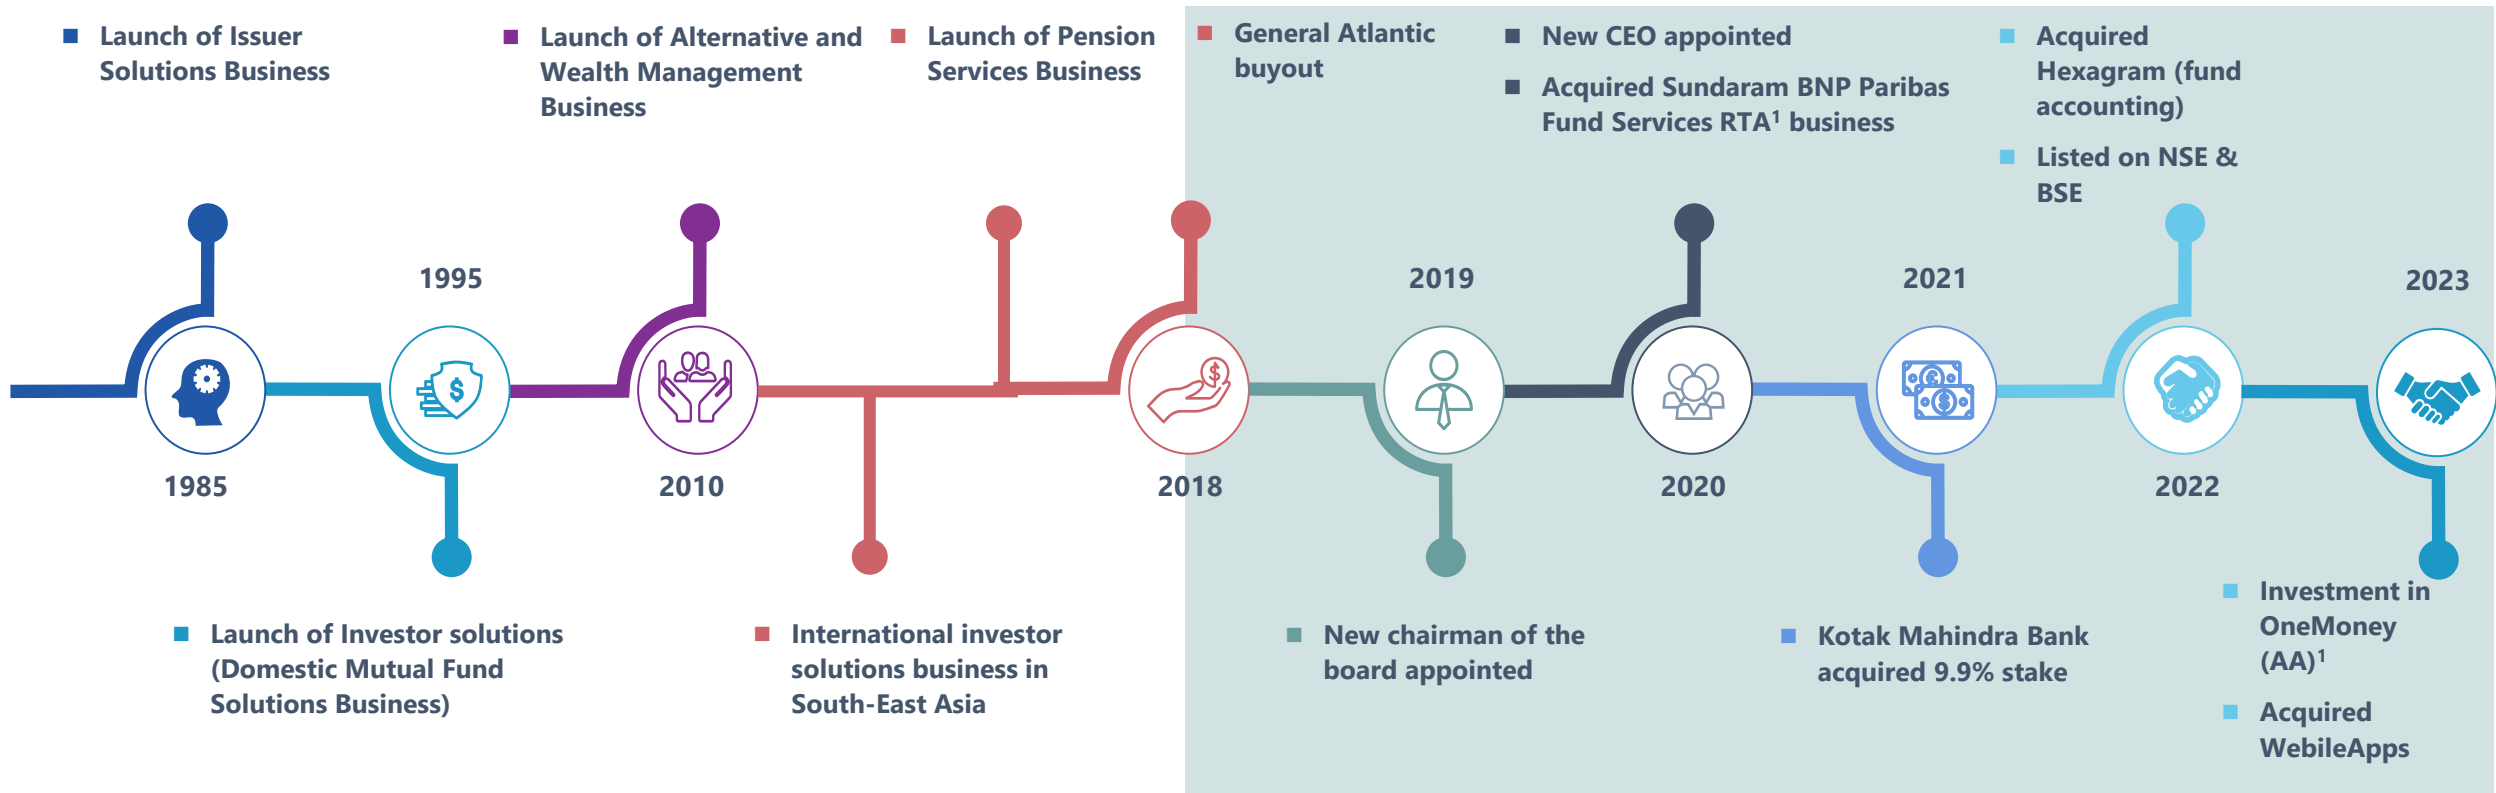 Launch of Issuer
Solutions Business
Launch of Alternative and
Wealth Management
Business
Launch of Pension
Services Business
General Atlantic
buyout
New CEO appointed
Acquired Sundaram BNP Paribas
Fund Services RTA¹ business
Acquired
Hexagram (fund
accounting)
Listed on NSE &
BSE
1995
2019
2021
2023
1985
2010
2018
2020
2022
Launch of Investor solutions
(Domestic Mutual Fund
Solutions Business)
International investor
solutions business in
South-East Asia
New chairman of the
board appointed
Kotak Mahindra Bank
acquired 9.9% stake
Investment in
OneMoney
(AA)¹
Acquired
WebileApps